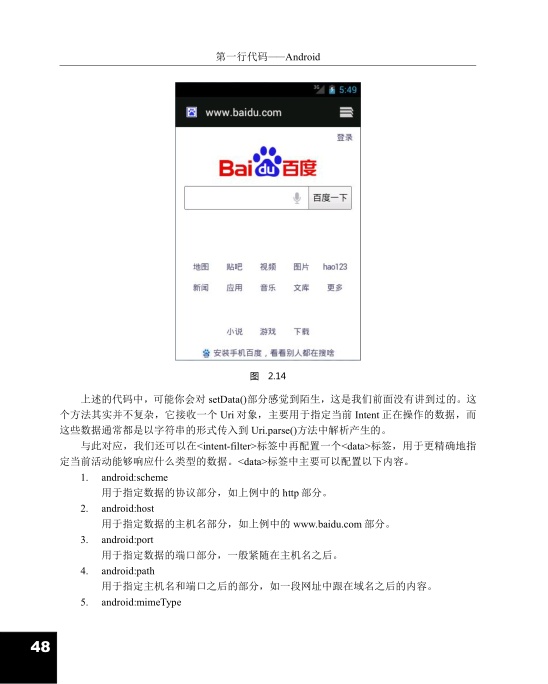 第一行代码——Android
3G 5:49
www.baidu.com
登录
Bai du 百度
百度一下
地图 贴吧 视频 图片 hao123
新闻 应用 音乐 文库 更多
小说 游戏 下载
安装手机百度，看看别人都在搜啥
图 2.14
上述的代码中，可能你会对 setData()部分感觉到陌生，这是我们前面没有讲到过的。这
个方法其实并不复杂，它接收一个 Uri 对象，主要用于指定当前 Intent 正在操作的数据，而
这些数据通常都是以字符串的形式传入到 Uri.parse()方法中解析产生的。
与此对应，我们还可以在<intent-filter>标签中再配置一个<data>标签，用于更精确地指
定当前活动能够响应什么类型的数据。<data>标签中主要可以配置以下内容。
1. android:scheme
用于指定数据的协议部分，如上例中的 http 部分。
2. android:host
用于指定数据的主机名部分，如上例中的 www.baidu.com 部分。
3. android:port
用于指定数据的端口部分，一般紧随在主机名之后。
4. android:path
用于指定主机名和端口之后的部分，如一段网址中跟在域名之后的内容。
5. android:mimeType
48